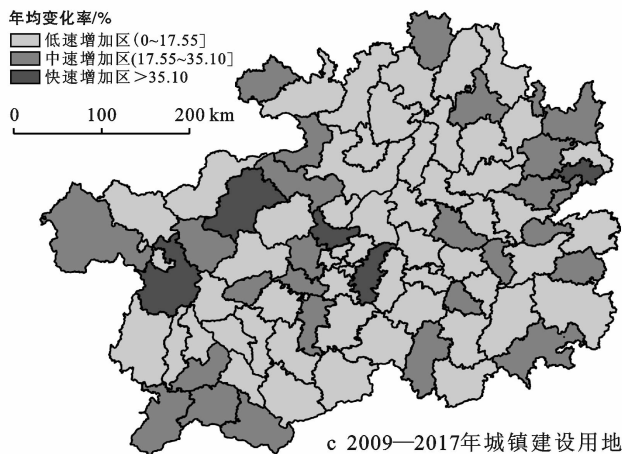 年均变化率/%
低速增加区(0~17.55]
中速增加区(17.55~35.10]
快速增加区＞35.10
0 100 200 km
c 2009—2017年城镇建设用地